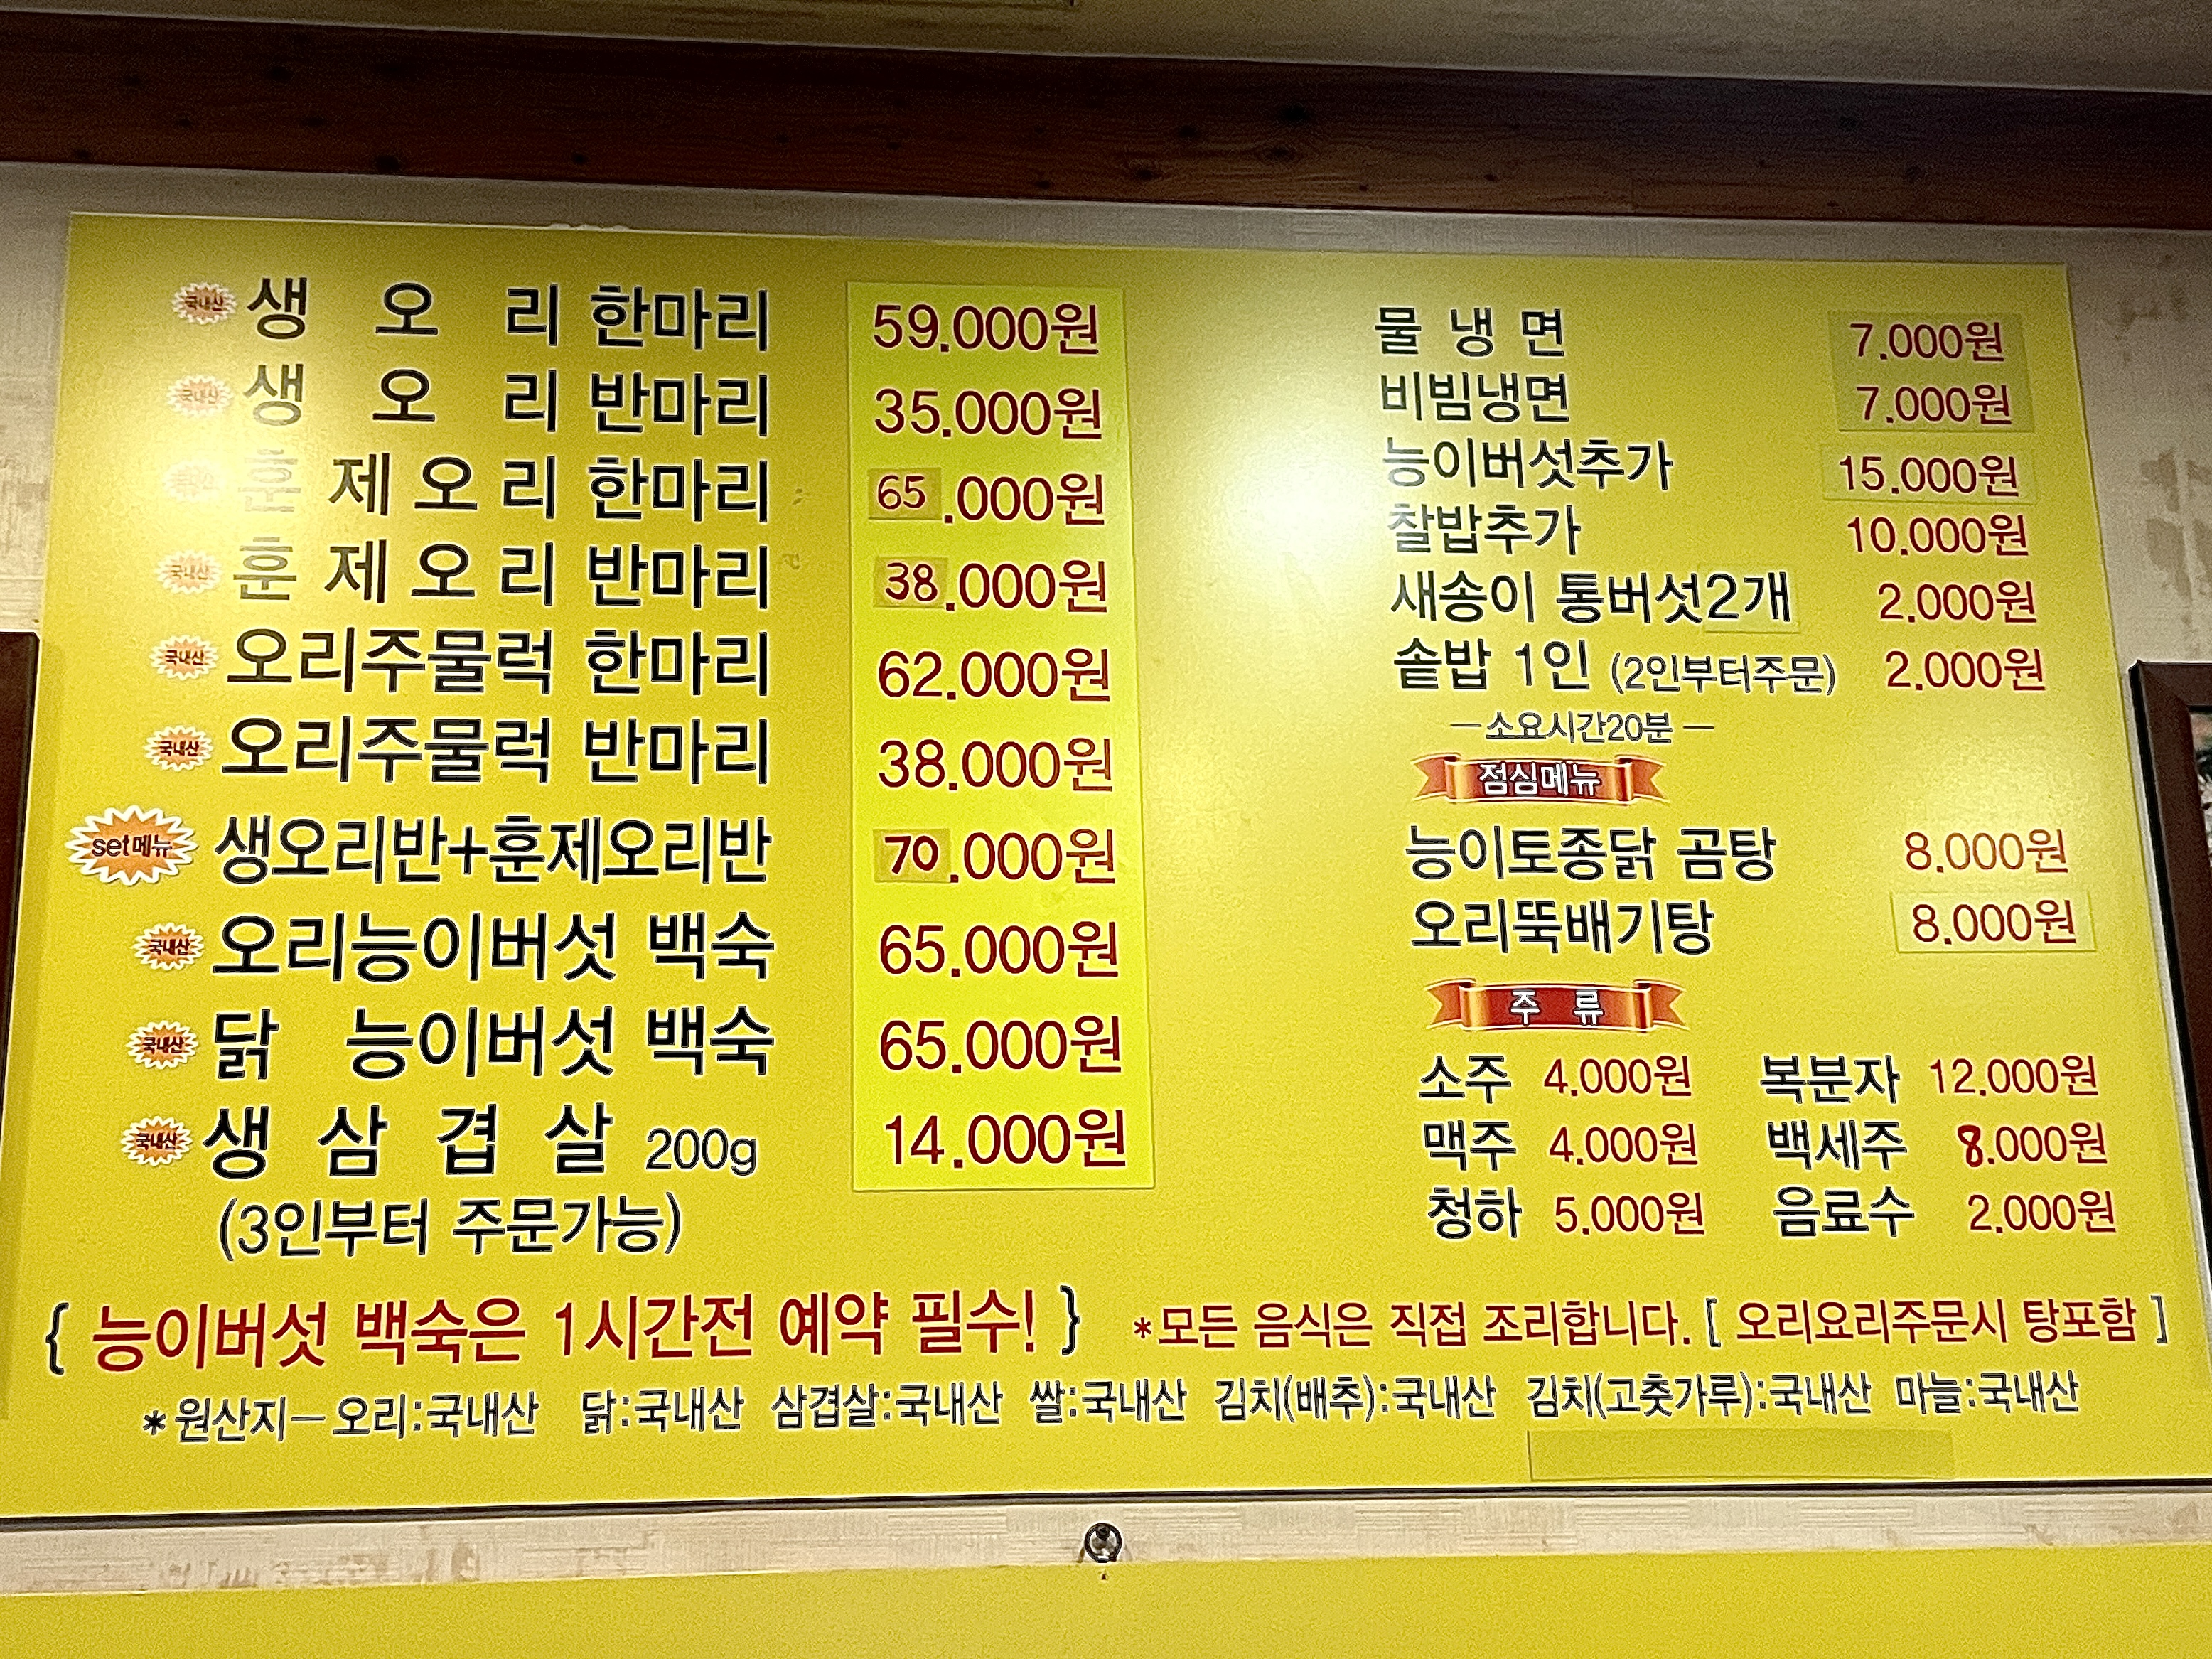 국내산 생 오 리 한마리 59.000원
국내산 생 오 리 반마리 35.000원
국내산 훈 제 오 리 한마리 65.000원
국내산 훈 제 오 리 반마리 38.000원
국내산 오리주물럭 한마리 62.000원
국내산 오리주물럭 반마리 38.000원
set메뉴 생오리반+훈제오리반 70.000원
국내산 오리능이버섯 백숙 65.000원
국내산 닭 능이버섯 백숙 65.000원
국내산 생 삼 겹 살 200g 14.000원
(3인부터 주문가능)
물 냉 면 7.000원
비빔냉면 7.000원
능이버섯추가 15.000원
찰밥추가 10.000원
새송이 통버섯2개 2.000원
솥밥 1인 (2인부터주문) 2.000원
―소요시간20분―
점심메뉴
능이토종닭 곰탕 8.000원
오리뚝배기탕 8.000원
주 류
소주 4.000원 복분자 12.000원
맥주 4.000원 백세주 8.000원
청하 5.000원 음료수 2.000원
{ 능이버섯 백숙은 1시간전 예약 필수! } *모든 음식은 직접 조리합니다. [ 오리요리주문시 탕포함 ]
*원산지―오리:국내산 닭:국내산 삼겹살:국내산 쌀:국내산 김치(배추):국내산 김치(고춧가루):국내산 마늘:국내산